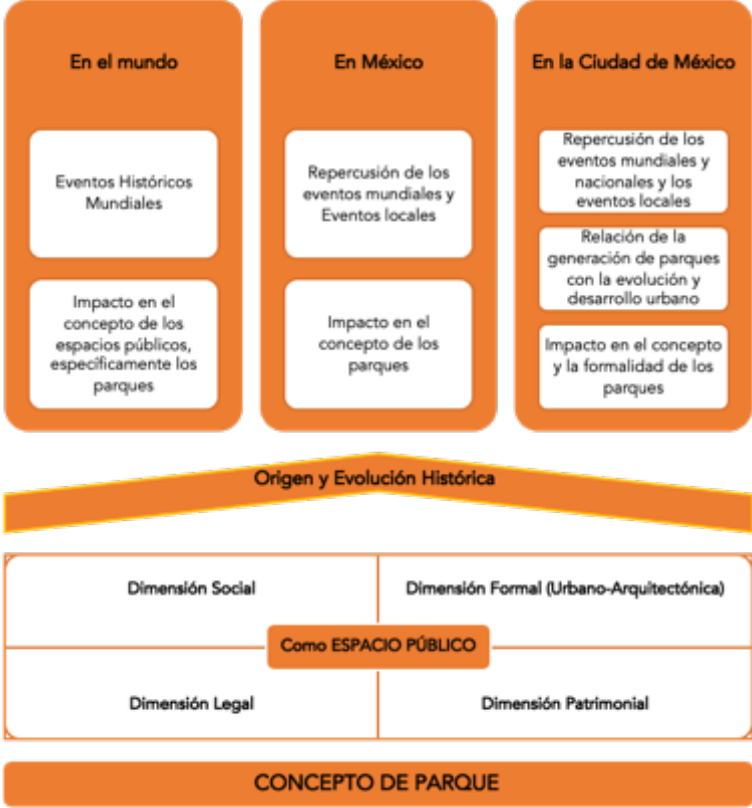 En el mundo
Eventos Históricos
Mundiales
Impacto en el
concepto de los
espacios públicos,
específicamente los
parques
En México
Repercusión de los
eventos mundiales y
Eventos locales
Impacto en el
concepto de los
parques
En la Ciudad de México
Repercusión de los
eventos mundiales y
nacionales y los
eventos locales
Relación de la
generación de parques
con la evolución y
desarrollo urbano
Impacto en el concepto
y la formalidad de los
parques
Origen y Evolución Histórica
Dimensión Social
Dimensión Formal (Urbano-Arquitectónica)
Como ESPACIO PÚBLICO
Dimensión Legal
Dimensión Patrimonial
CONCEPTO DE PARQUE